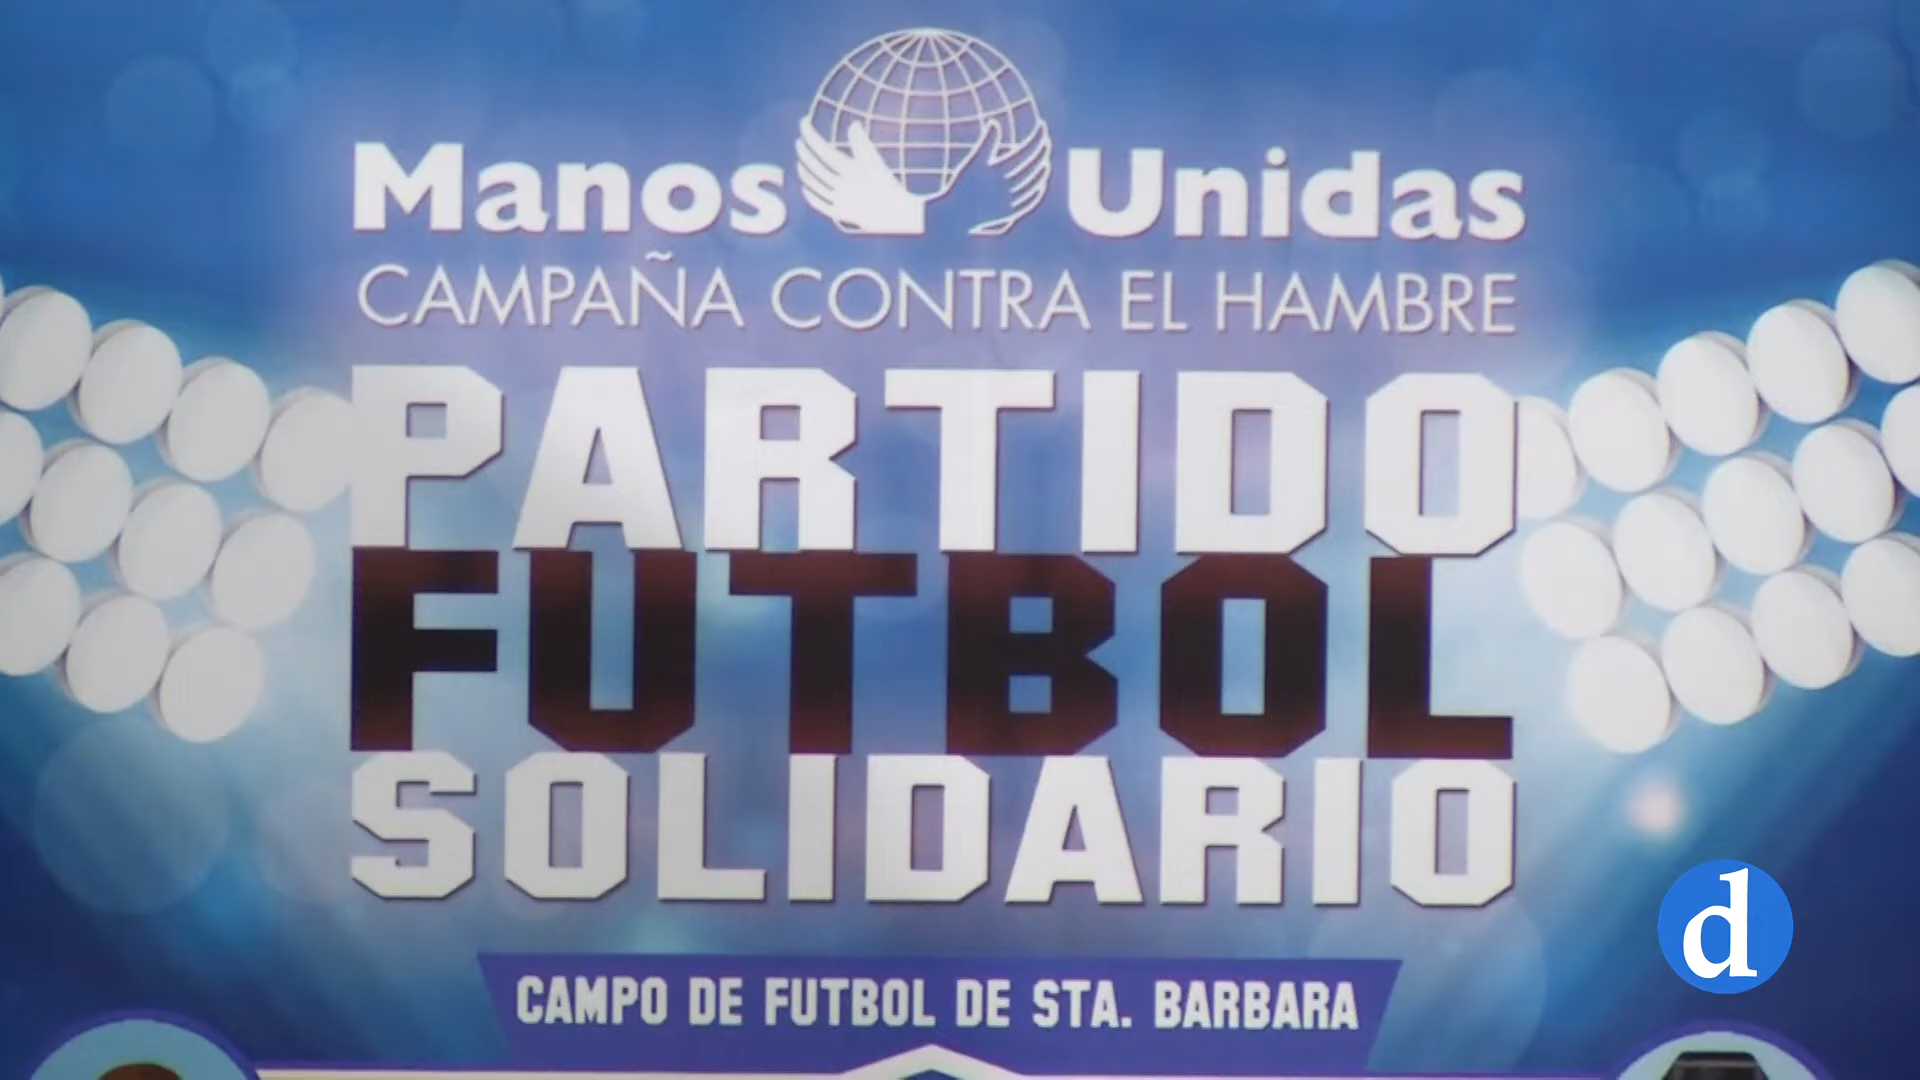 Manos Unidas
CAMPAÑA CONTRA EL HAMBRE
PARTIDO
FUTBOL
SOLIDARIO
CAMPO DE FUTBOL DE STA. BARBARA
d